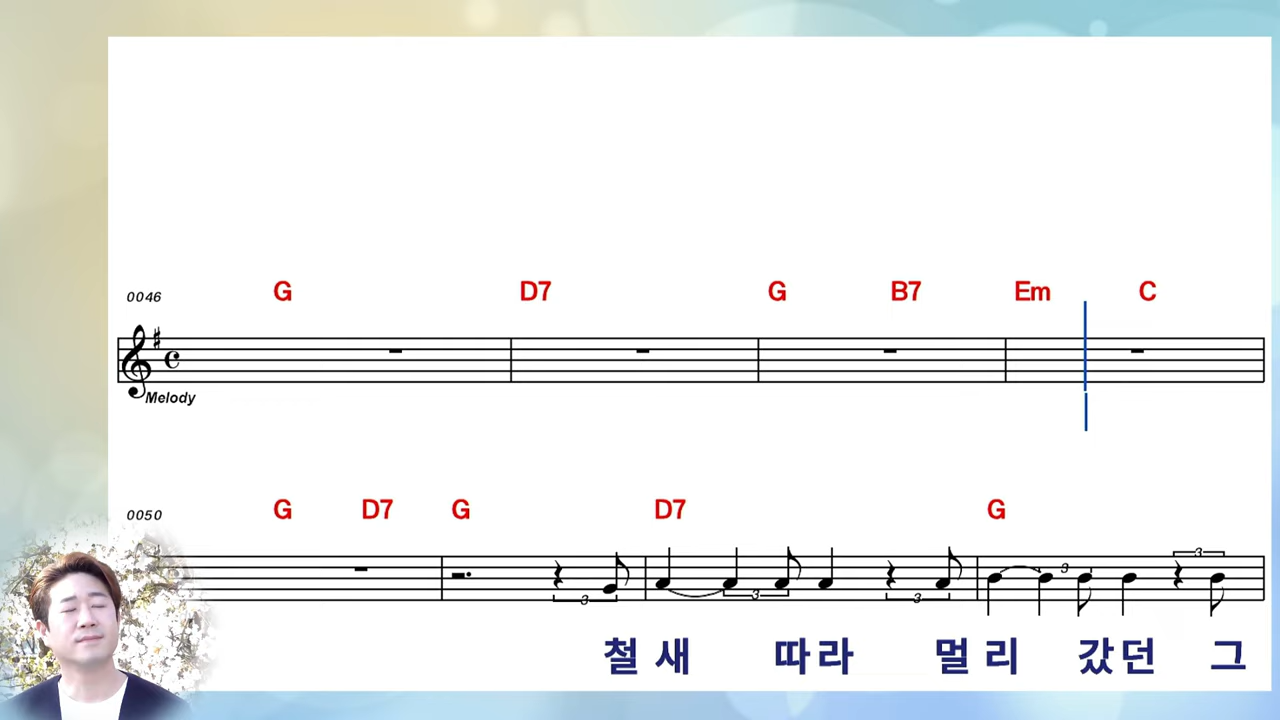 0046 G D7 G B7 Em C
Melody
0050 G D7 G D7 G
3 3 3 3 3
철 새 따 라 멀 리 갔 던 그